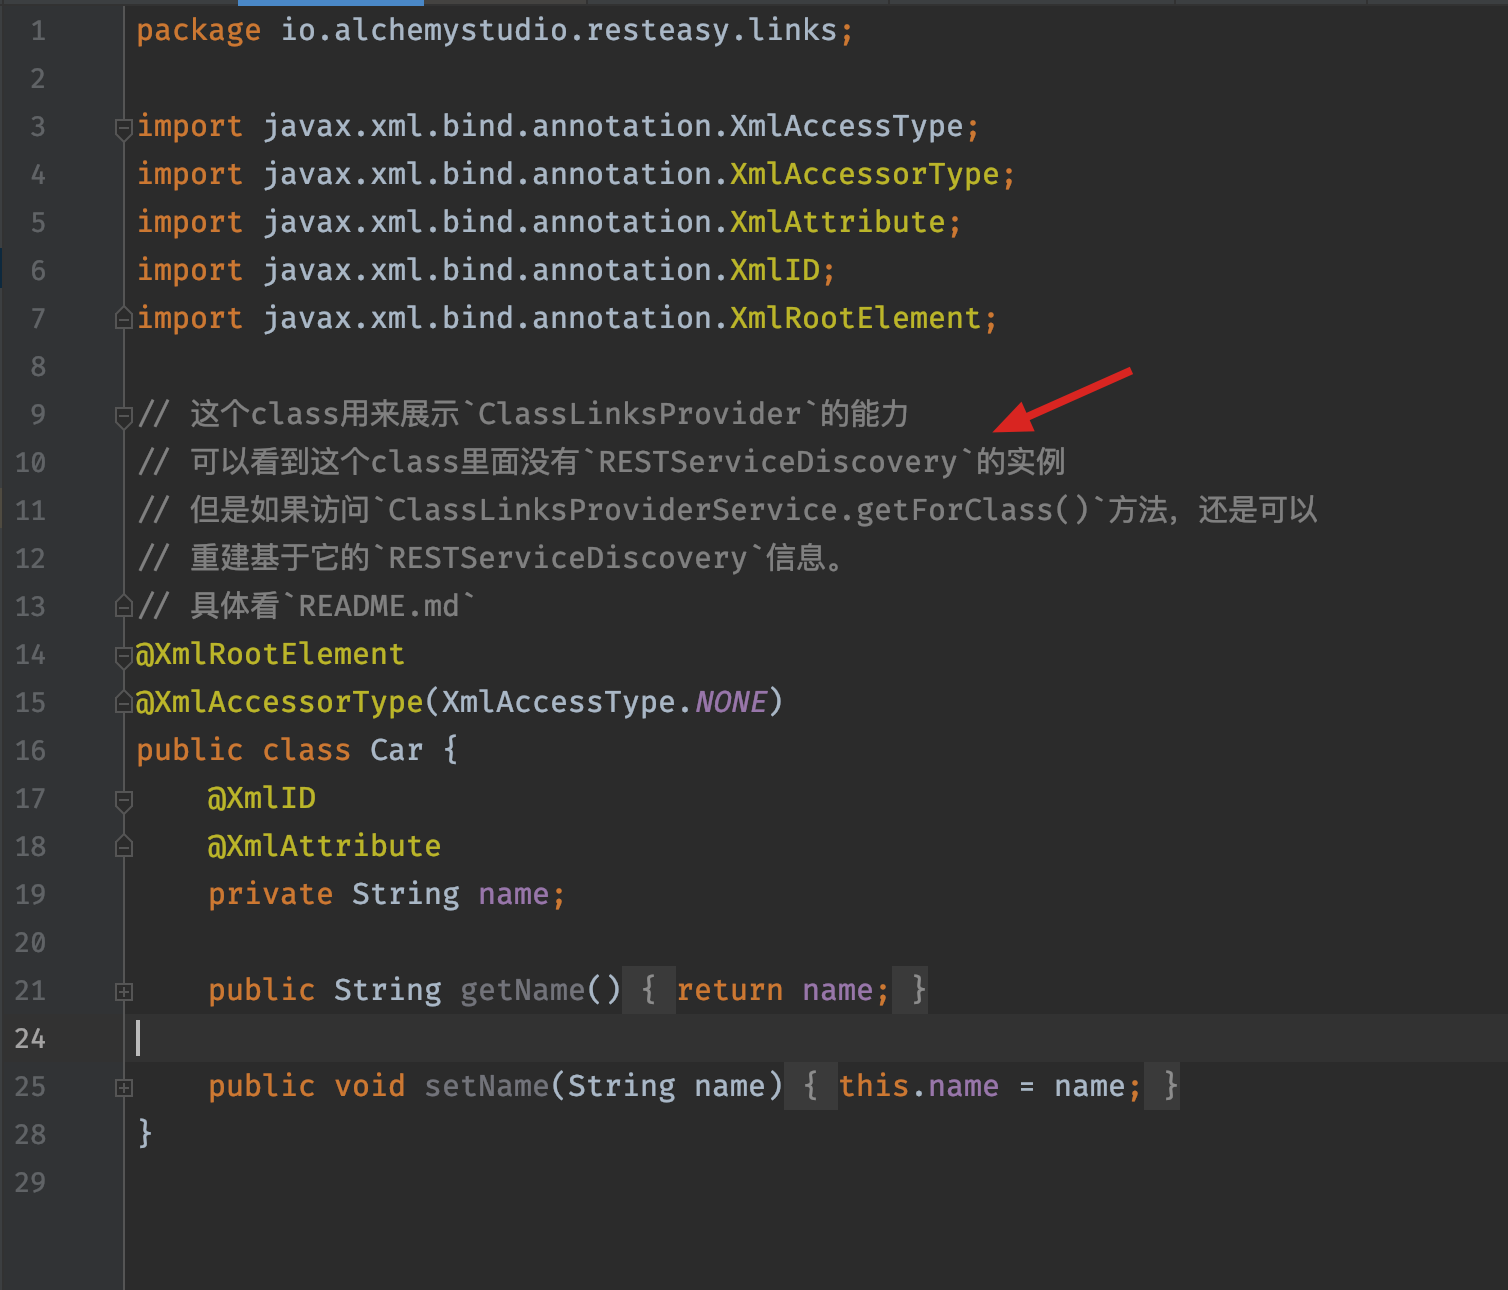 1 package io.alchemystudio.resteasy.links;
2
3 import javax.xml.bind.annotation.XmlAccessType;
4 import javax.xml.bind.annotation.XmlAccessorType;
5 import javax.xml.bind.annotation.XmlAttribute;
6 import javax.xml.bind.annotation.XmlID;
7 import javax.xml.bind.annotation.XmlRootElement;
8
9 // 这个class用来展示`ClassLinksProvider`的能力
10 // 可以看到这个class里面没有`RESTServiceDiscovery`的实例
11 // 但是如果访问`ClassLinksProviderService.getForClass()`方法，还是可以
12 // 重建基于它的`RESTServiceDiscovery`信息。
13 // 具体看`README.md`
14 @XmlRootElement
15 @XmlAccessorType(XmlAccessType.NONE)
16 public class Car {
17 @XmlID
18 @XmlAttribute
19 private String name;
20
21 public String getName() { return name; }
24
25 public void setName(String name) { this.name = name; }
28 }
29